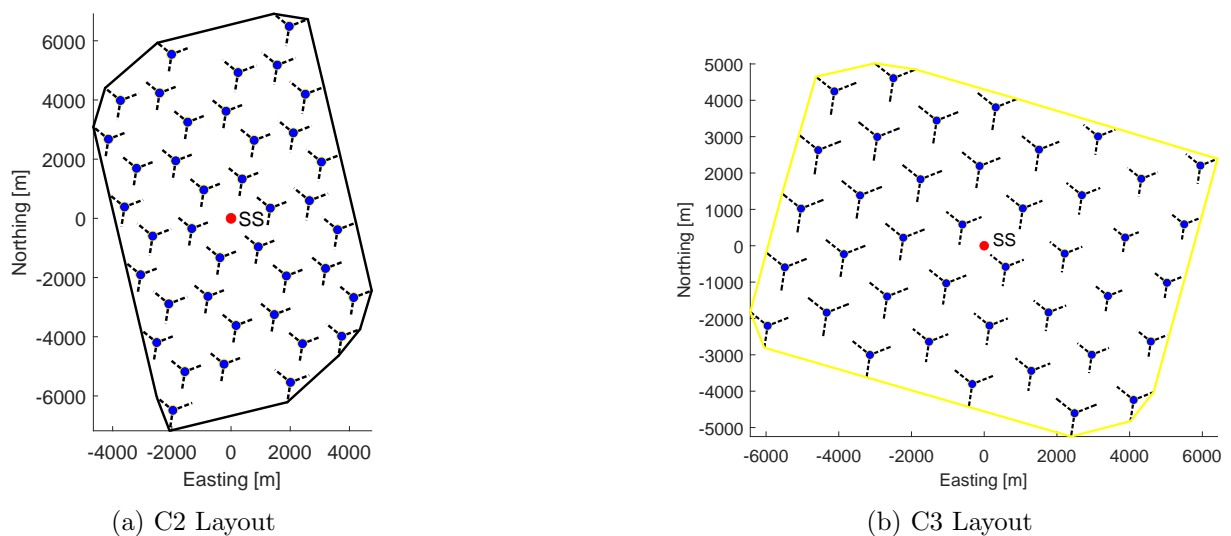 6000
4000
2000
0
-2000
-4000
-6000
Northing [m]
SS
-4000 -2000 0 2000 4000
Easting [m]
(a) C2 Layout
5000
4000
3000
2000
1000
0
-1000
-2000
-3000
-4000
-5000
Northing [m]
SS
-6000 -4000 -2000 0 2000 4000 6000
Easting [m]
(b) C3 Layout